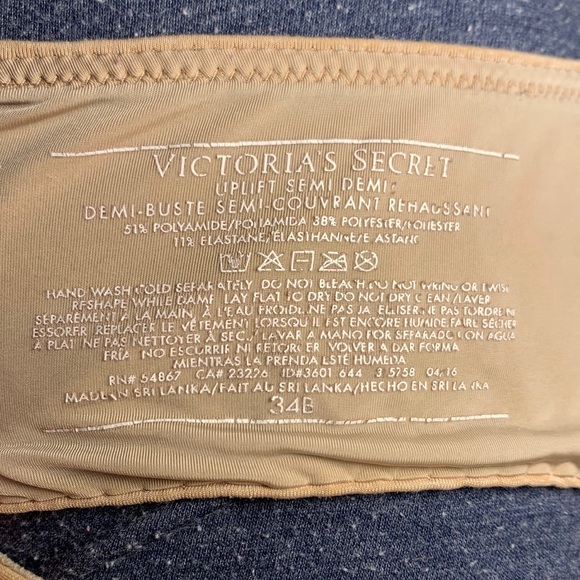 VICTORIA'S SECRET
UPLIFT SEMI DEMI
DEMI-BUSTE SEMI-COUVRANT REHAUSSANT
51% POLYAMIDE/POLIAMIDA 38% POLYESTER/POLIESTER
11% ELASTANE/ÉLASTHANNE/ELASTANO
HAND WASH COLD SEPARATELY DO NOT BLEACH DO NOT WRING OR TWIST
RESHAPE WHILE DAMP LAY FLAT TO DRY DO NOT DRY CLEAN/LAVER
SÉPARÉMENT À LA MAIN, À L'EAU FROIDE. NE PAS JAVELLISER. NE PAS TORDRE NI
ESSORER REPLACER LE VÊTEMENT LORSQU'IL EST ENCORE HUMIDE FAIRE SÉCHER
À PLAT NE PAS NETTOYER À SEC/LAVAR A MANO POR SEPARADO CON AGUA
FRÍA NO ESCURRIR NI RETORCER VOLVER A DAR FORMA
MIENTRAS LA PRENDA ESTÉ HÚMEDA
RN# 54867 CA# 23226 ID#3601 644 3 5758 04/16
MADE IN SRI LANKA/FAIT AU SRI LANKA/HECHO EN SRI LANKA
34B